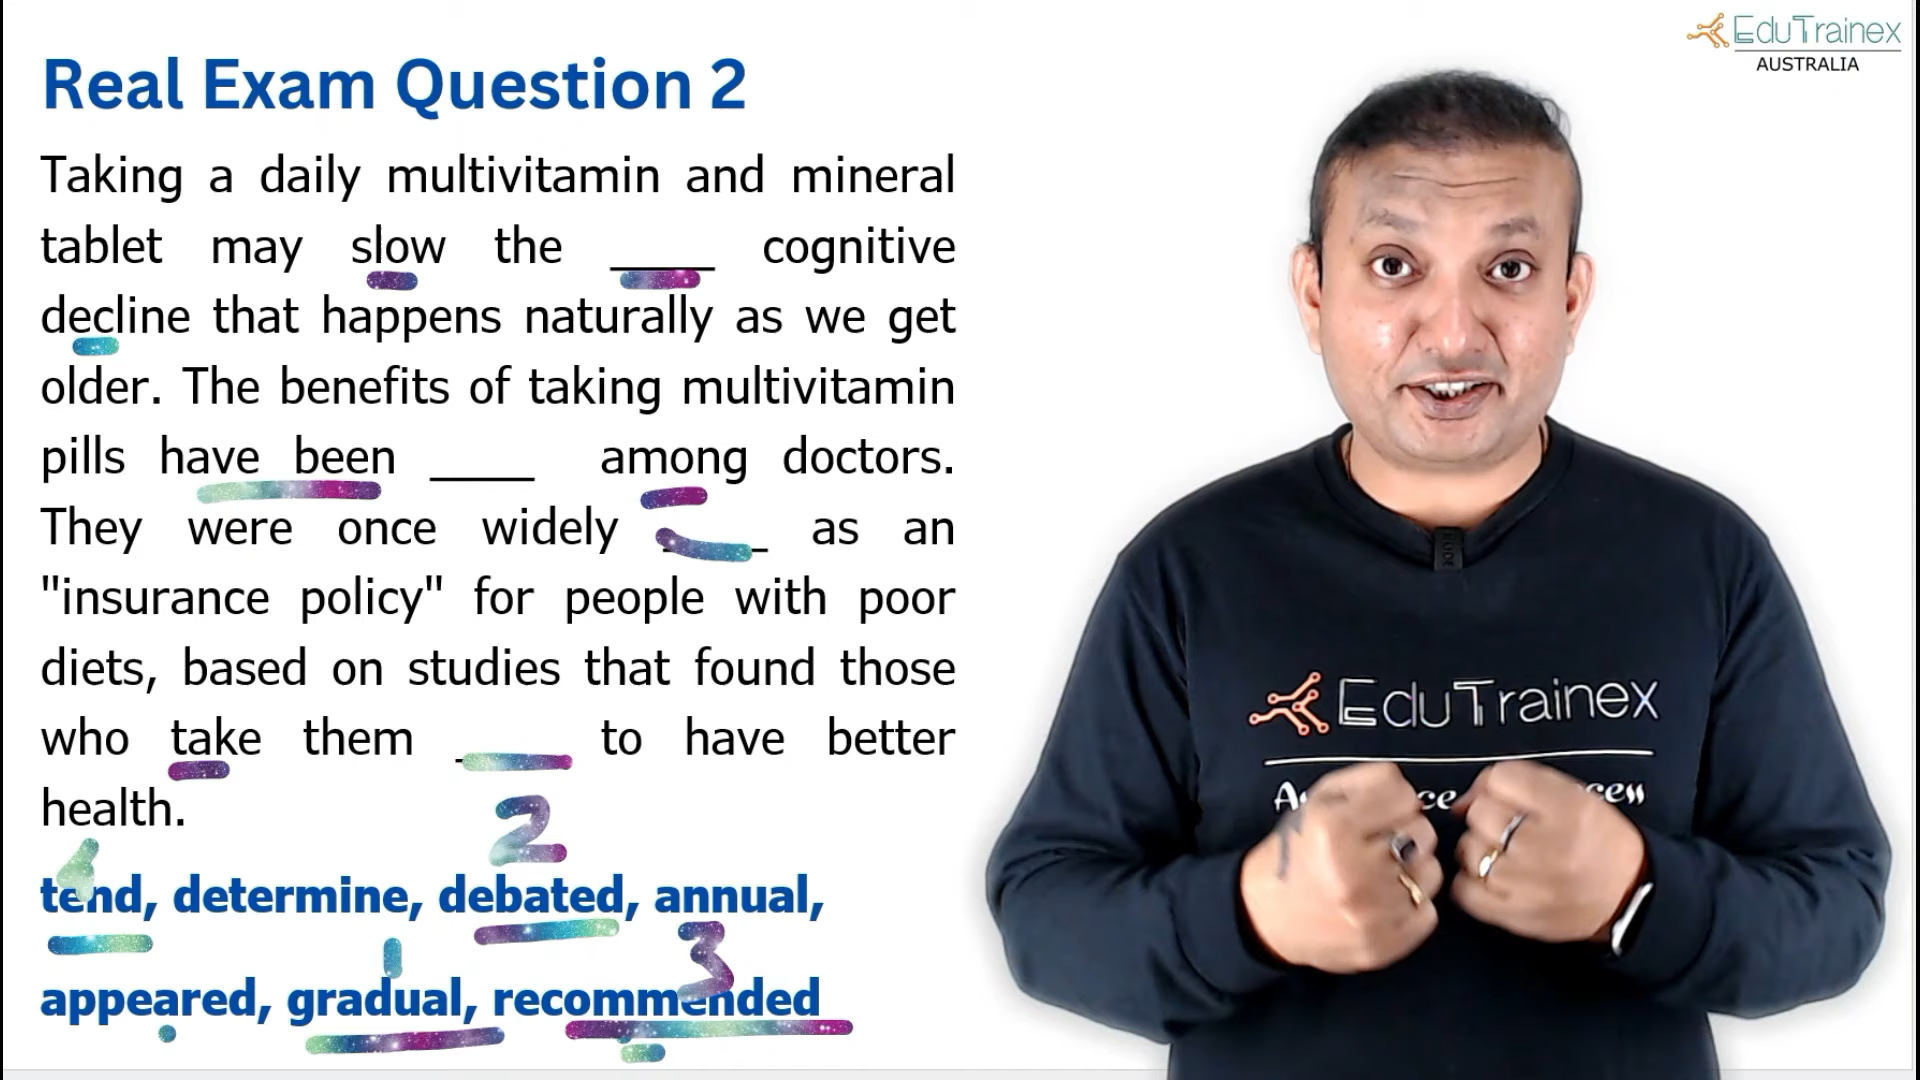 EduTrainex
AUSTRALIA
Real Exam Question 2
Taking a daily multivitamin and mineral
tablet may slow the ____ cognitive
decline that happens naturally as we get
older. The benefits of taking multivitamin
pills have been ____ among doctors.
They were once widely ____ as an
"insurance policy" for people with poor
diets, based on studies that found those
who take them ____ to have better
health.
2
tend, determine, debated, annual,
1 3
appeared, gradual, recommended
EduTrainex